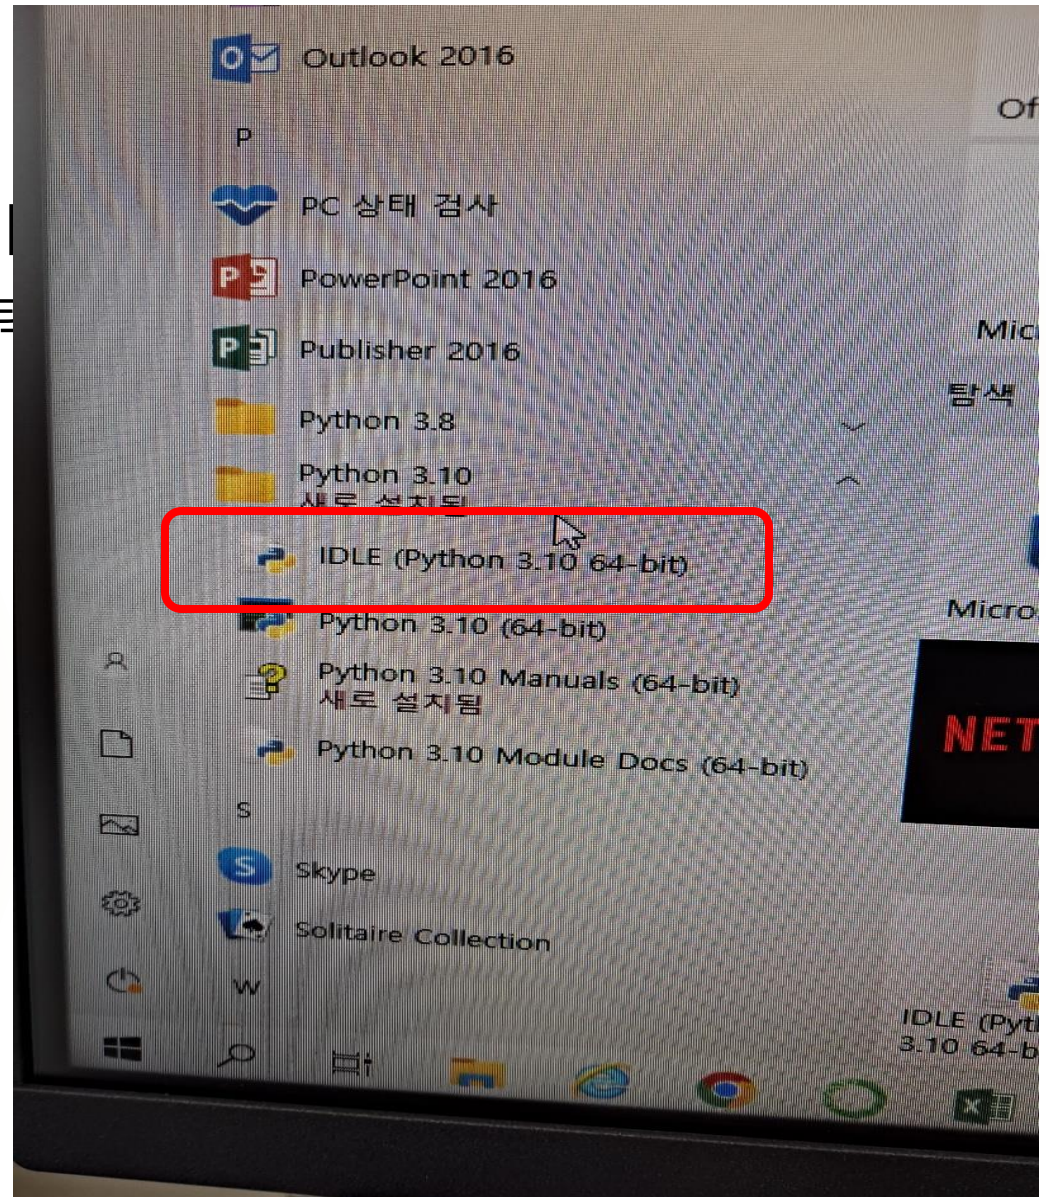 Outlook 2016
Of
P
PC 상태 검사
PowerPoint 2016
Mic
Publisher 2016
탐색
Python 3.8
Python 3.10
새로 설치됨
IDLE (Python 3.10 64-bit)
Micro
Python 3.10 (64-bit)
Python 3.10 Manuals (64-bit)
새로 설치됨
NET
Python 3.10 Module Docs (64-bit)
S
Skype
Solitaire Collection
W
IDLE (Pyt
3.10 64-b